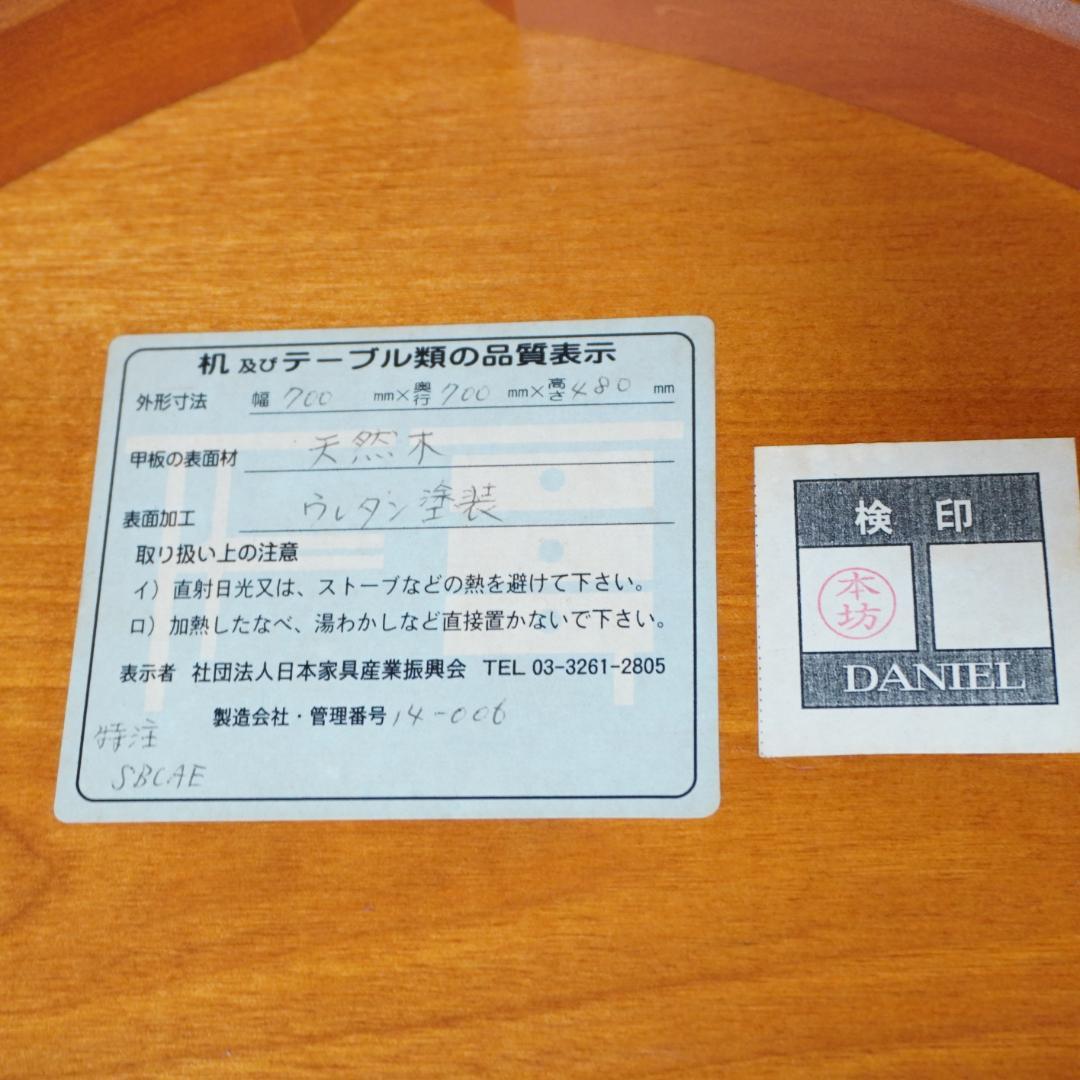 机及びテーブル類の品質表示
外形寸法 幅 700 mm×奥行 700 mm×高さ 480 mm
甲板の表面材 天然木
表面加工 ウレタン塗装
取り扱い上の注意
イ）直射日光又は、ストーブなどの熱を避けて下さい。
ロ）加熱したなべ、湯わかしなど直接置かないで下さい。
表示者 社団法人日本家具産業振興会 TEL 03-3261-2805
製造会社・管理番号 14-006
特注
SBCAE
検印
本坊
DANIEL